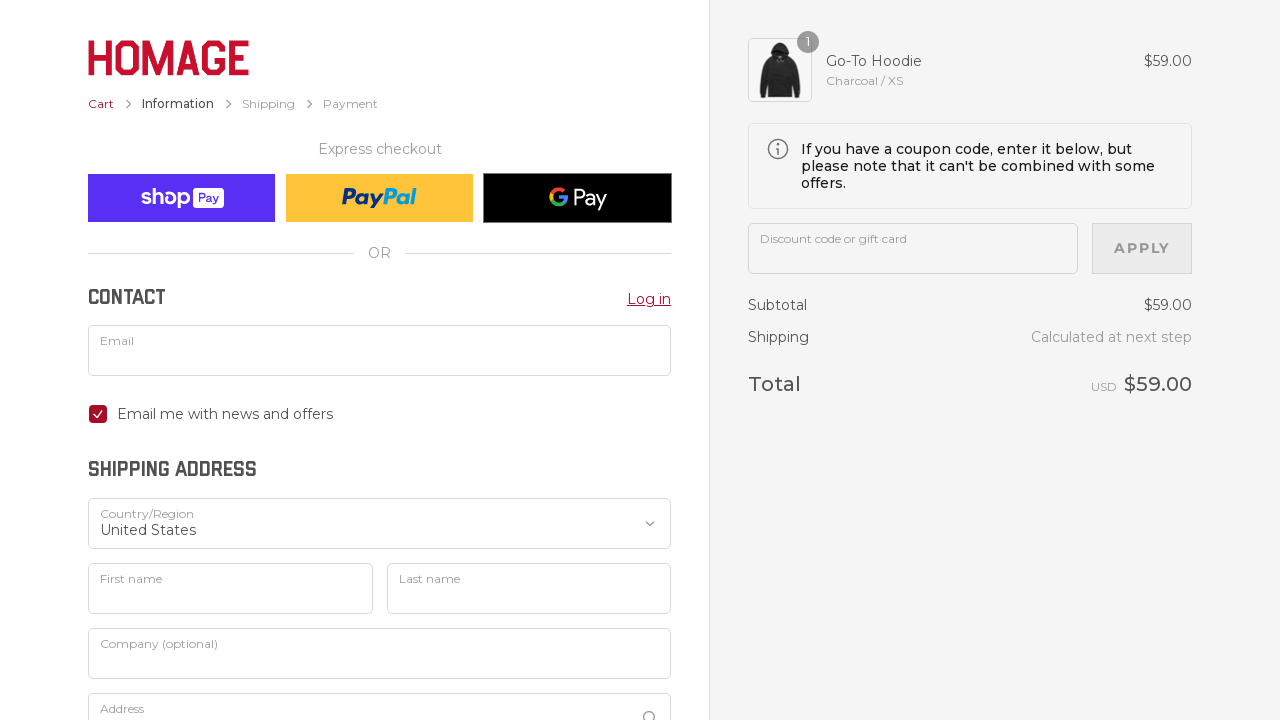 HOMAGE
Cart
Information
Shipping
Payment
Express checkout
shop Pay
PayPal
G Pay
OR
CONTACT
Log in
Email
Email me with news and offers
SHIPPING ADDRESS
Country/Region
United States
First name
Last name
Company (optional)
Address
1
Go-To Hoodie
$59.00
Charcoal / XS
If you have a coupon code, enter it below, but
please note that it can't be combined with some
offers.
Discount code or gift card
APPLY
Subtotal
$59.00
Shipping
Calculated at next step
Total
USD $59.00